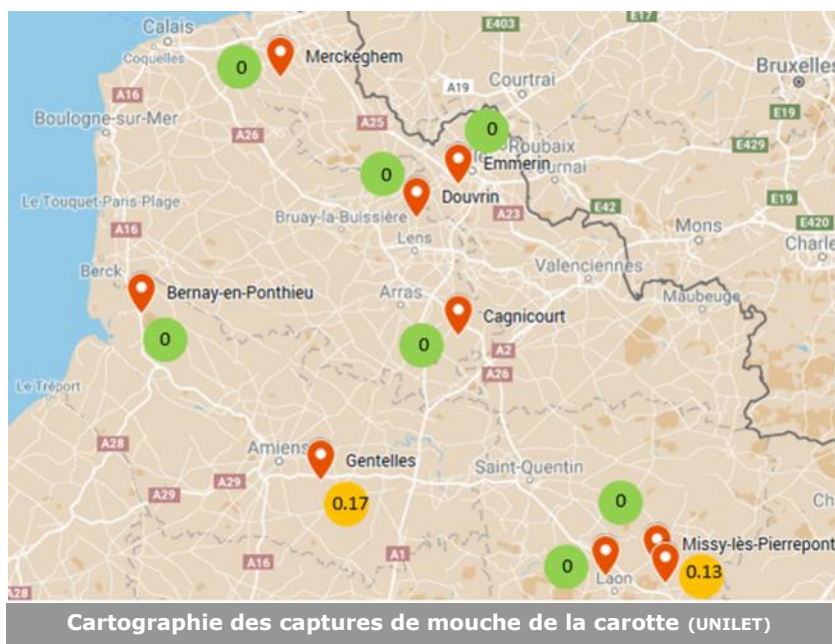 Calais
Coquelles
0
Merckeghem
E403
E17
A16
A19
Courtrai
Bruxelles
Boulogne-sur-Mer
A26
A25
0
Roubaix
E19
E429
Emmerin
Tournai
0
Douvrin
Le Touquet-Paris-Plage
A16
Bruay-la-Buissière
A23
E42
E19
E420
Lens
Mons
Berck
Valenciennes
Bernay-en-Ponthieu
Arras
Cagnicourt
Maubeuge
0
0
A2
A26
Le Tréport
A28
Amiens
Gentelles
Saint-Quentin
A29
A29
0.17
0
A16
A1
Missy-lès-Pierrepont
0
0.13
Laon
A28
Cartographie des captures de mouche de la carotte (UNILET)